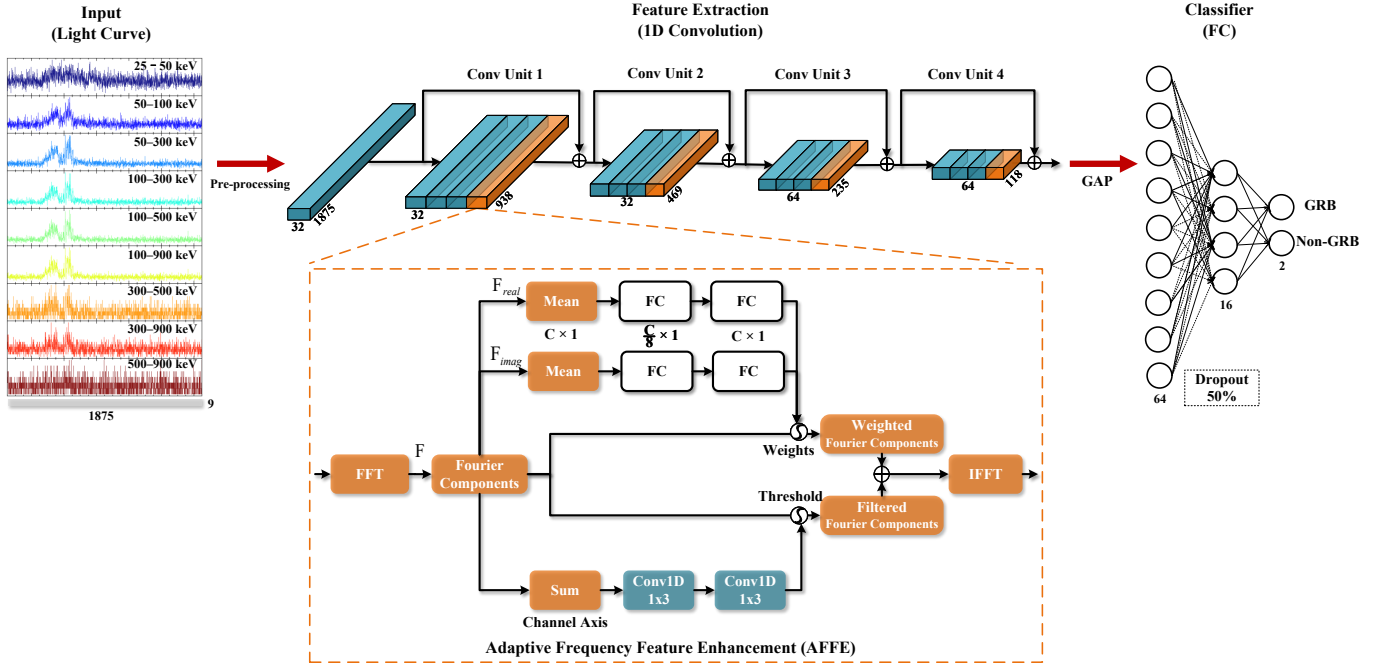 Input
(Light Curve)
25 – 50 keV
50–100 keV
50–300 keV
100–300 keV
100–500 keV
100–900 keV
300–500 keV
300–900 keV
500–900 keV
1875
9
Pre-processing
Feature Extraction
(1D Convolution)
Conv Unit 1
Conv Unit 2
Conv Unit 3
Conv Unit 4
32
1875
32
938
32
469
64
235
64
118
GAP
Classifier
(FC)
GRB
Non-GRB
2
16
64
Dropout
50%
F real
Mean
FC
FC
C × 1
C/8 × 1
C × 1
F imag
Mean
FC
FC
Weights
Weighted
Fourier Components
FFT
F
Fourier
Components
IFFT
Threshold
Filtered
Fourier Components
Sum
Conv1D
1x3
Conv1D
1x3
Channel Axis
Adaptive Frequency Feature Enhancement (AFFE)